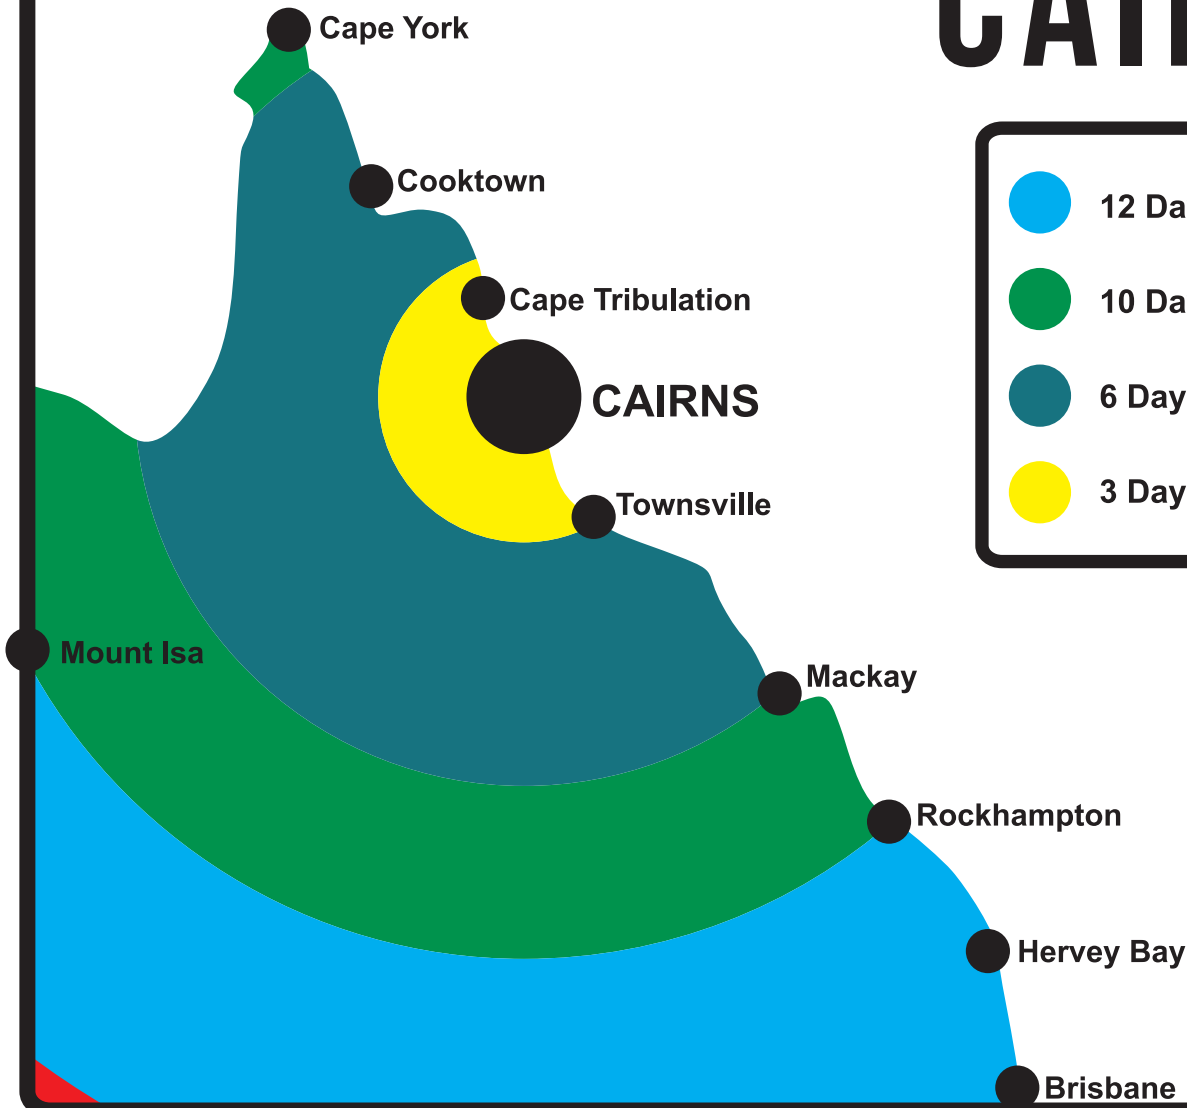 CAI
Cape York
Cooktown
12 Da
Cape Tribulation
10 Da
CAIRNS
6 Day
3 Day
Townsville
Mount Isa
Mackay
Rockhampton
Hervey Bay
Brisbane